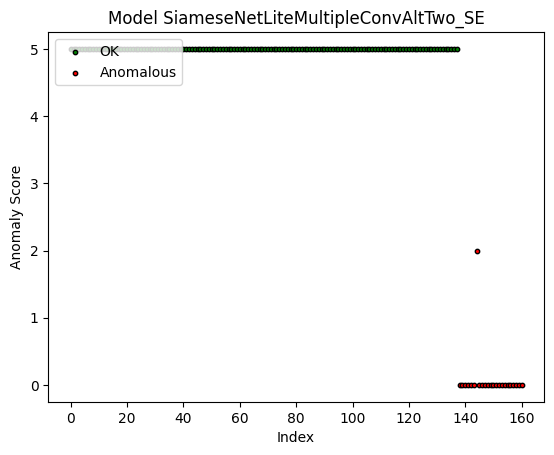 Model SiameseNetLiteMultipleConvAltTwo_SE
OK
Anomalous
5
4
3
2
1
0
Anomaly Score
0 20 40 60 80 100 120 140 160
Index